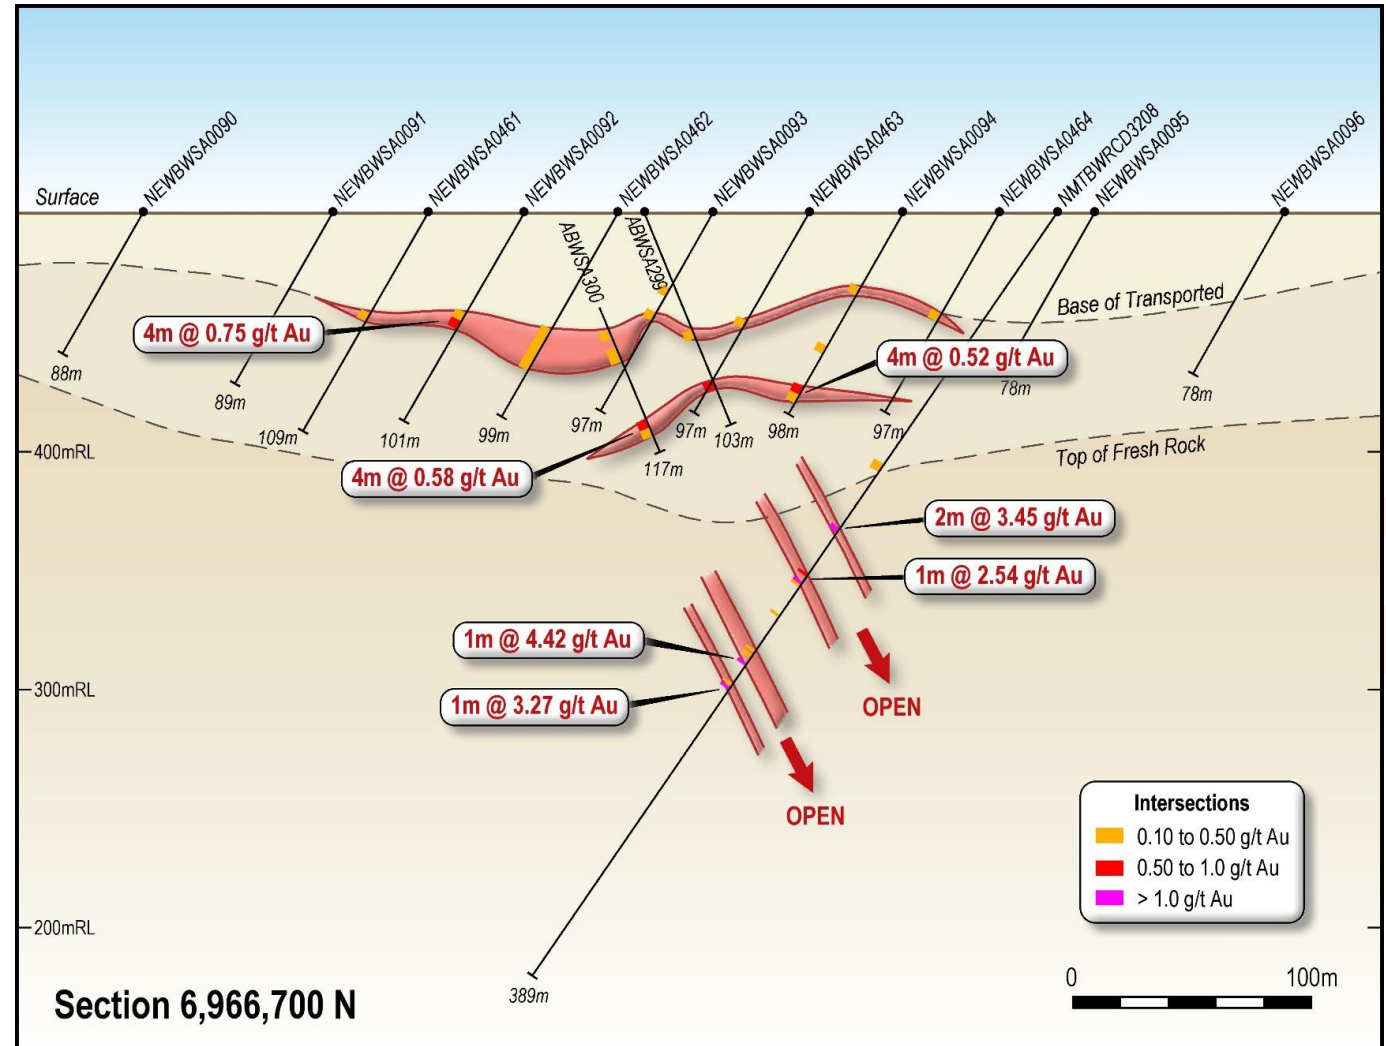 NEWBWSA0090
NEWBWSA0091
NEWBWSA0461
NEWBWSA0092
NEWBWSA0462
NEWBWSA0093
NEWBWSA0463
NEWBWSA0094
NEWBWSA0464
NMTBWRCD3208
NEWBWSA0095
NEWBWSA0096
Surface
ABWSA300
ABWSA299
Base of Transported
4m @ 0.75 g/t Au
4m @ 0.52 g/t Au
88m
89m
109m
101m
99m
97m
97m
103m
98m
97m
78m
78m
117m
400mRL
Top of Fresh Rock
4m @ 0.58 g/t Au
2m @ 3.45 g/t Au
1m @ 2.54 g/t Au
1m @ 4.42 g/t Au
300mRL
1m @ 3.27 g/t Au
OPEN
OPEN
Intersections
0.10 to 0.50 g/t Au
0.50 to 1.0 g/t Au
> 1.0 g/t Au
200mRL
389m
0 100m
Section 6,966,700 N